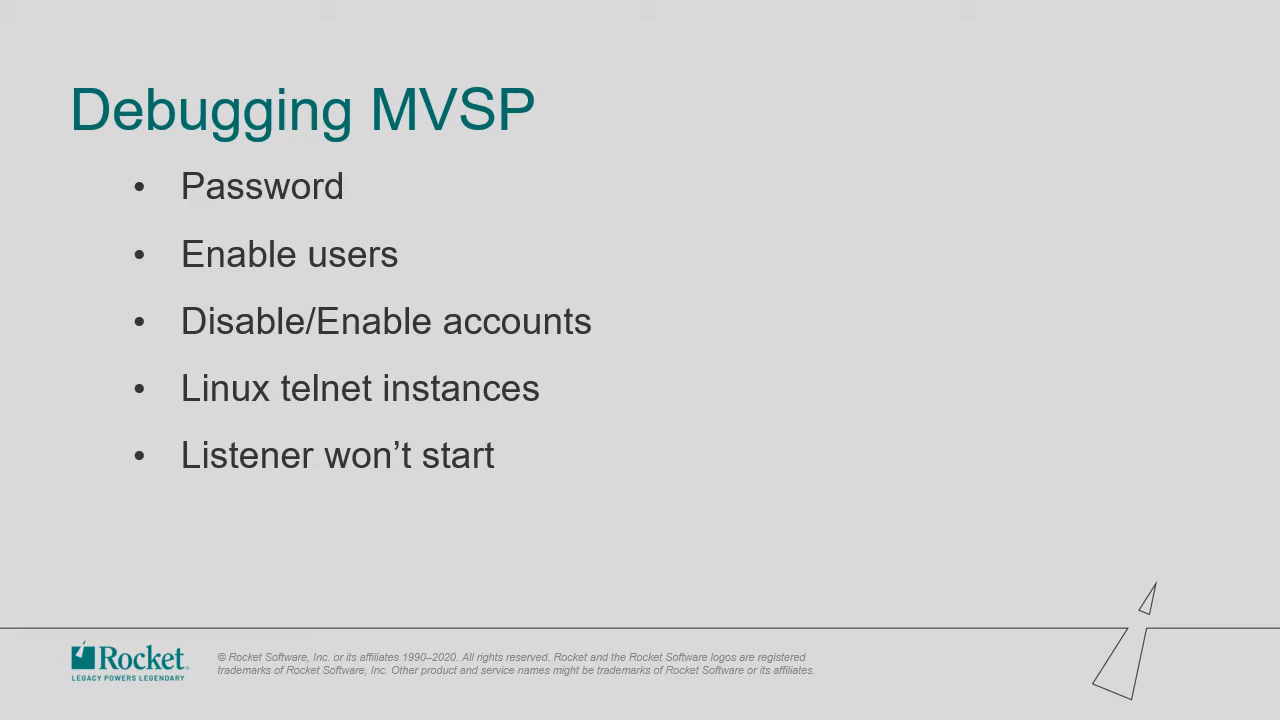 Debugging MVSP
• Password
• Enable users
• Disable/Enable accounts
• Linux telnet instances
• Listener won’t start
Rocket
LEGACY POWERS LEGENDARY
© Rocket Software, Inc. or its affiliates 1990–2020. All rights reserved. Rocket and the Rocket Software logos are registered
trademarks of Rocket Software, Inc. Other product and service names might be trademarks of Rocket Software or its affiliates.